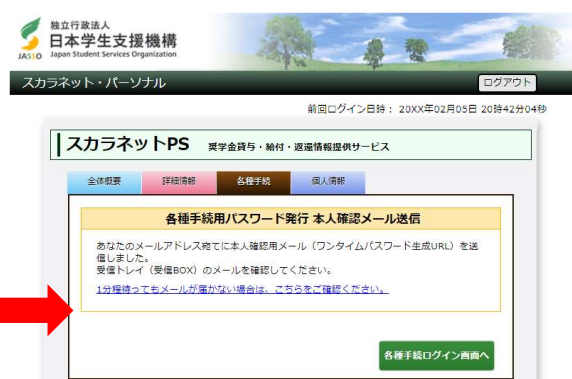 独立行政法人
日本学生支援機構
JASSO Japan Student Services Organization
スカラネット・パーソナル
ログアウト
前回ログイン日時： 20XX年02月05日 20時42分04秒
スカラネットPS 奨学金貸与・給付・返還情報提供サービス
全体概要 詳細情報 各種手続 個人情報
各種手続用パスワード発行 本人確認メール送信
あなたのメールアドレス宛てに本人確認用メール（ワンタイムパスワード生成URL）を送
信しました。
受信トレイ（受信BOX）のメールを確認してください。
1分程待ってもメールが届かない場合は、こちらをご確認ください。
各種手続ログイン画面へ